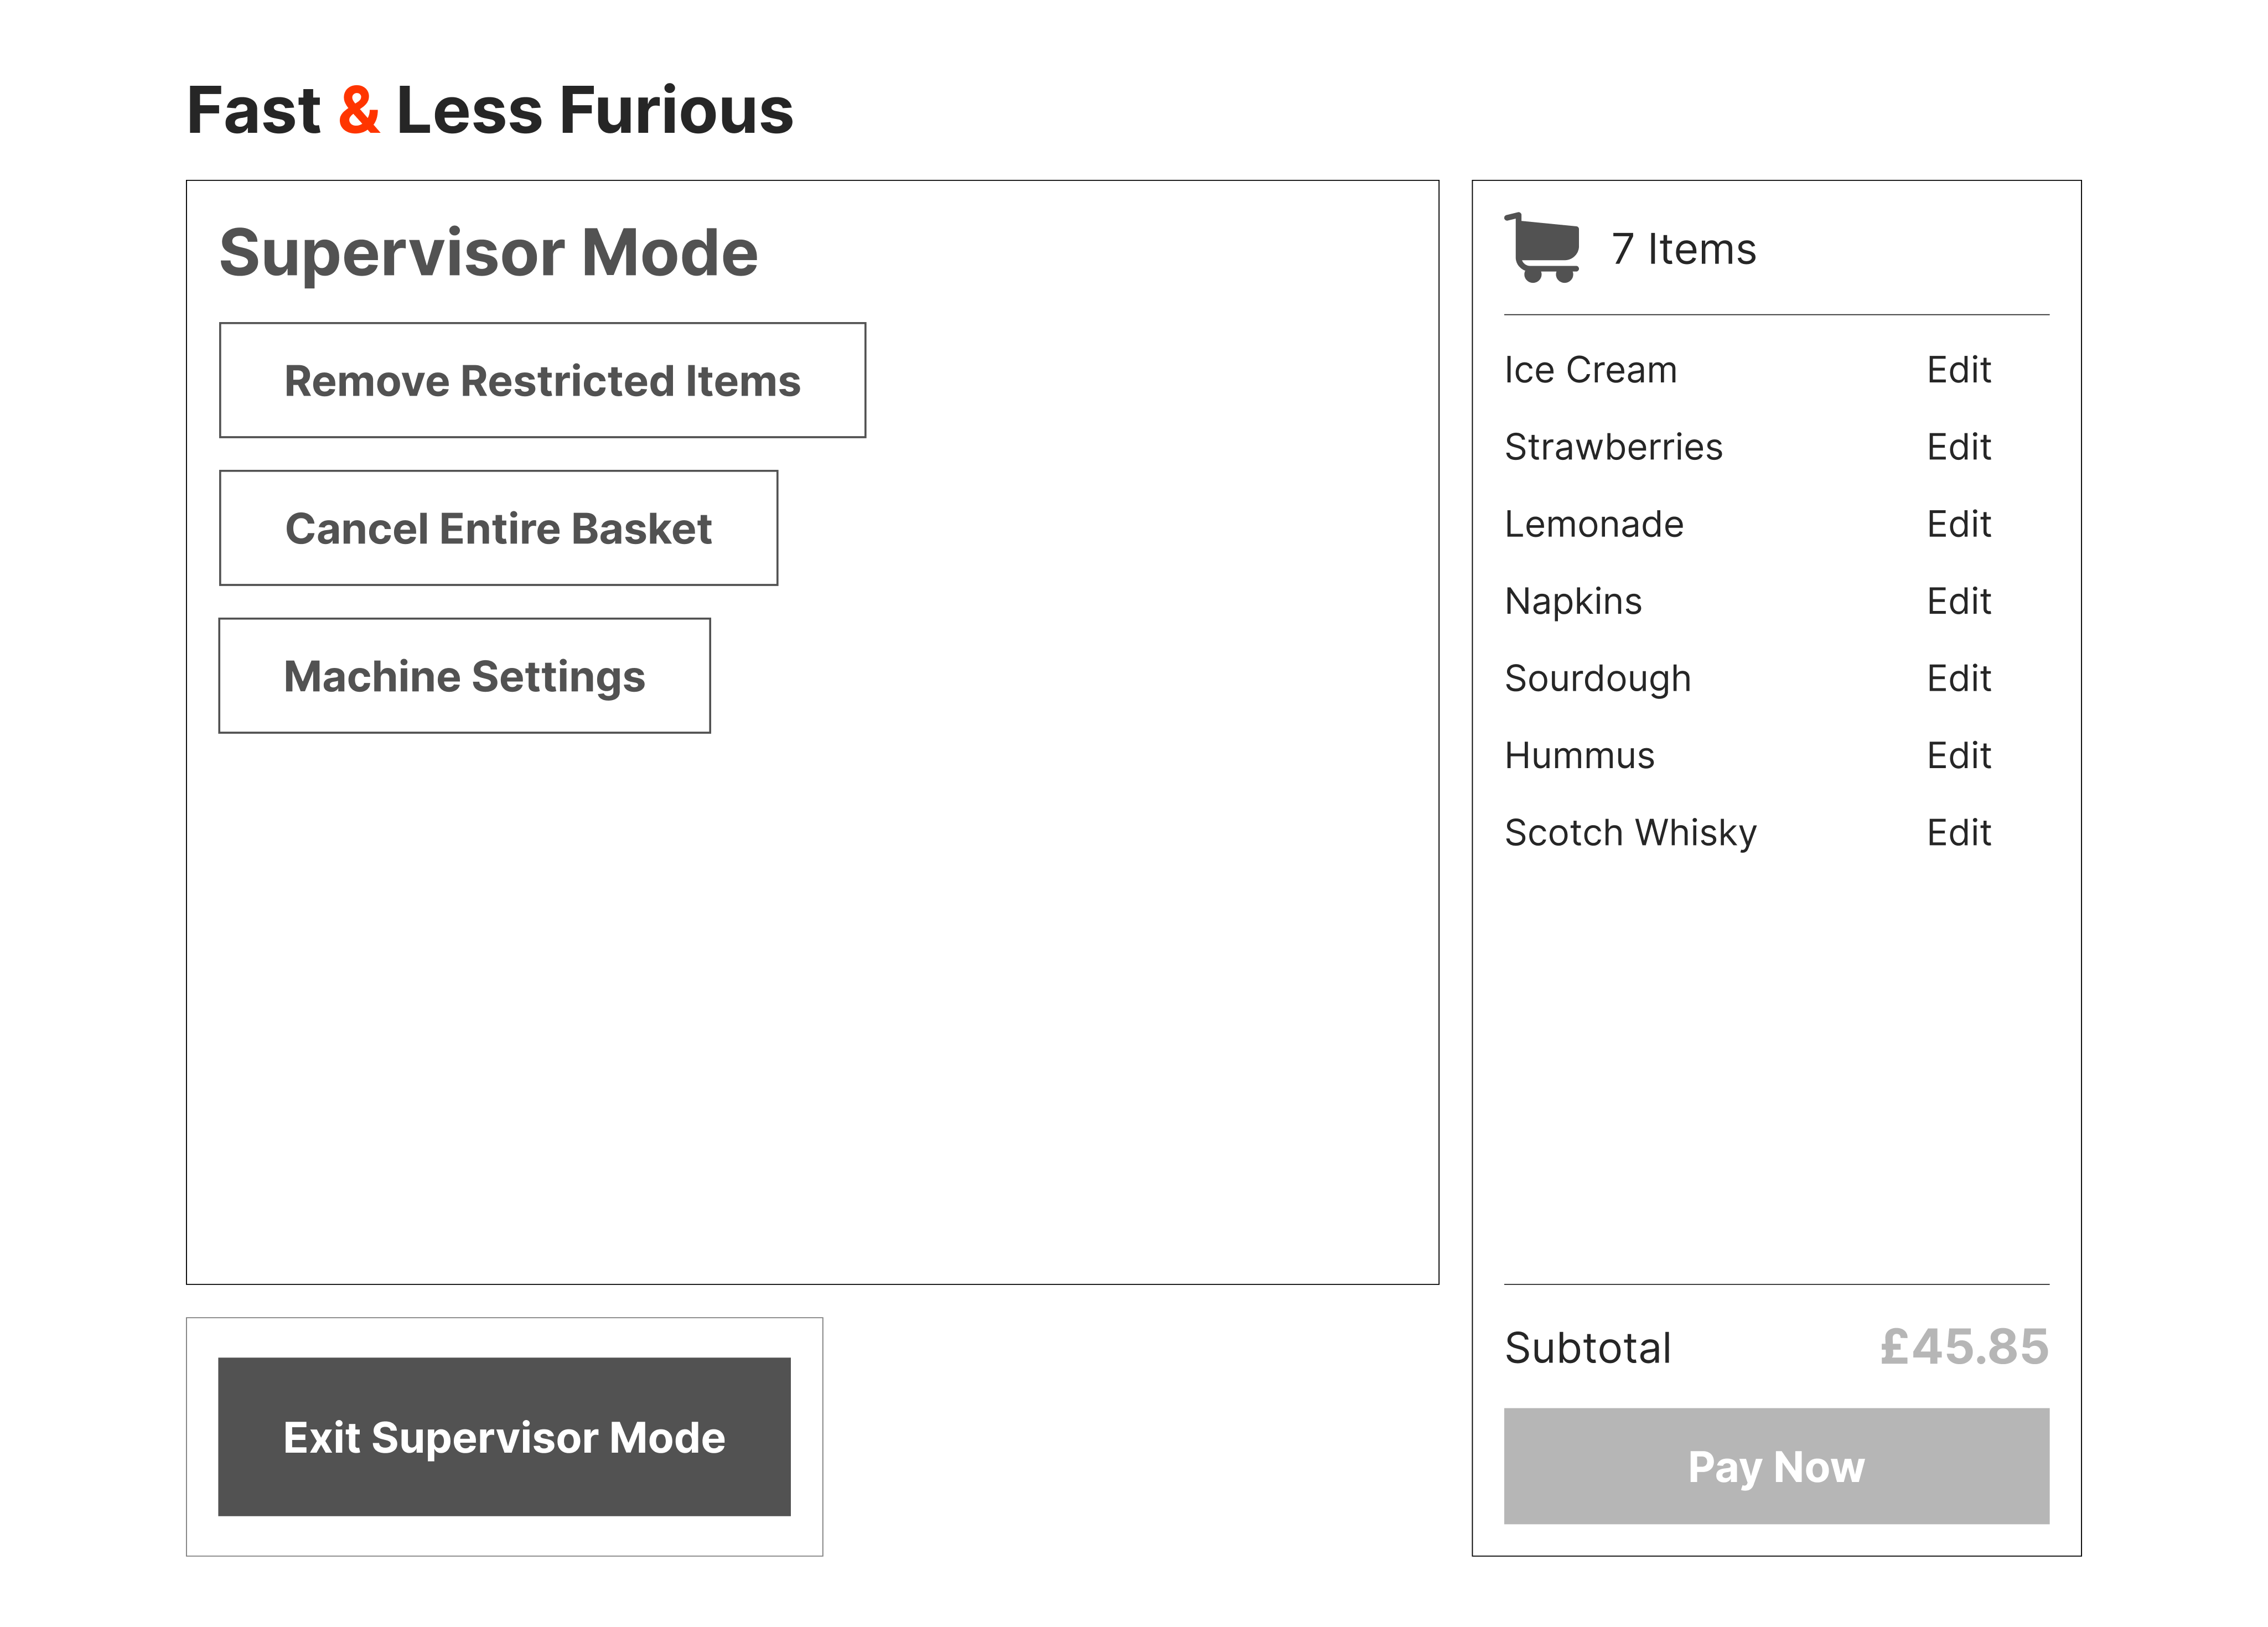 Fast & Less Furious
Supervisor Mode
Remove Restricted Items
Cancel Entire Basket
Machine Settings
Exit Supervisor Mode
7 Items
Ice Cream Edit
Strawberries Edit
Lemonade Edit
Napkins Edit
Sourdough Edit
Hummus Edit
Scotch Whisky Edit
Subtotal £45.85
Pay Now